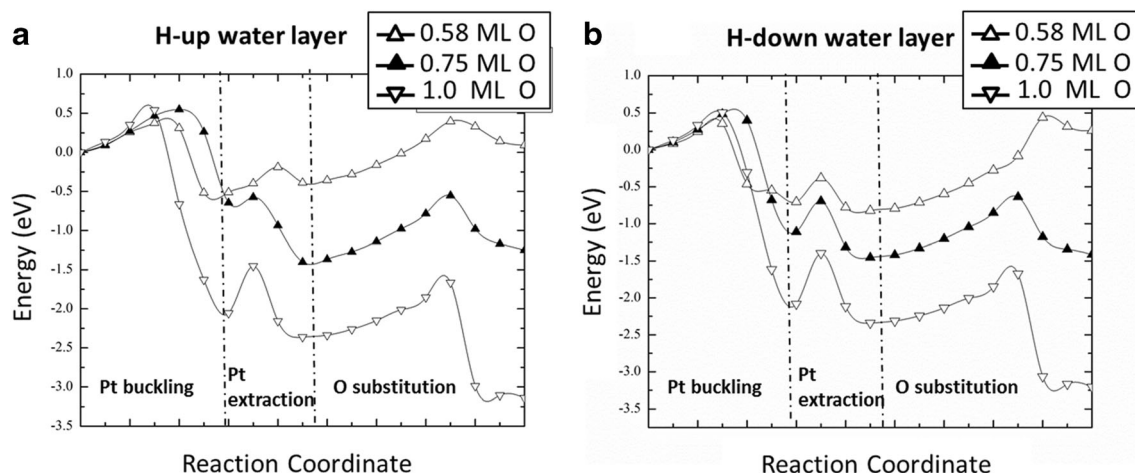 a
H-up water layer
0.58 ML O
0.75 ML O
1.0 ML O
1.0
0.5
0.0
-0.5
-1.0
-1.5
-2.0
-2.5
-3.0
-3.5
Energy (eV)
Pt buckling
Pt
extraction
O substitution
Reaction Coordinate
b
H-down water layer
0.58 ML O
0.75 ML O
1.0 ML O
1.0
0.5
0.0
-0.5
-1.0
-1.5
-2.0
-2.5
-3.0
-3.5
Energy (eV)
Pt buckling
Pt
extraction
O substitution
Reaction Coordinate